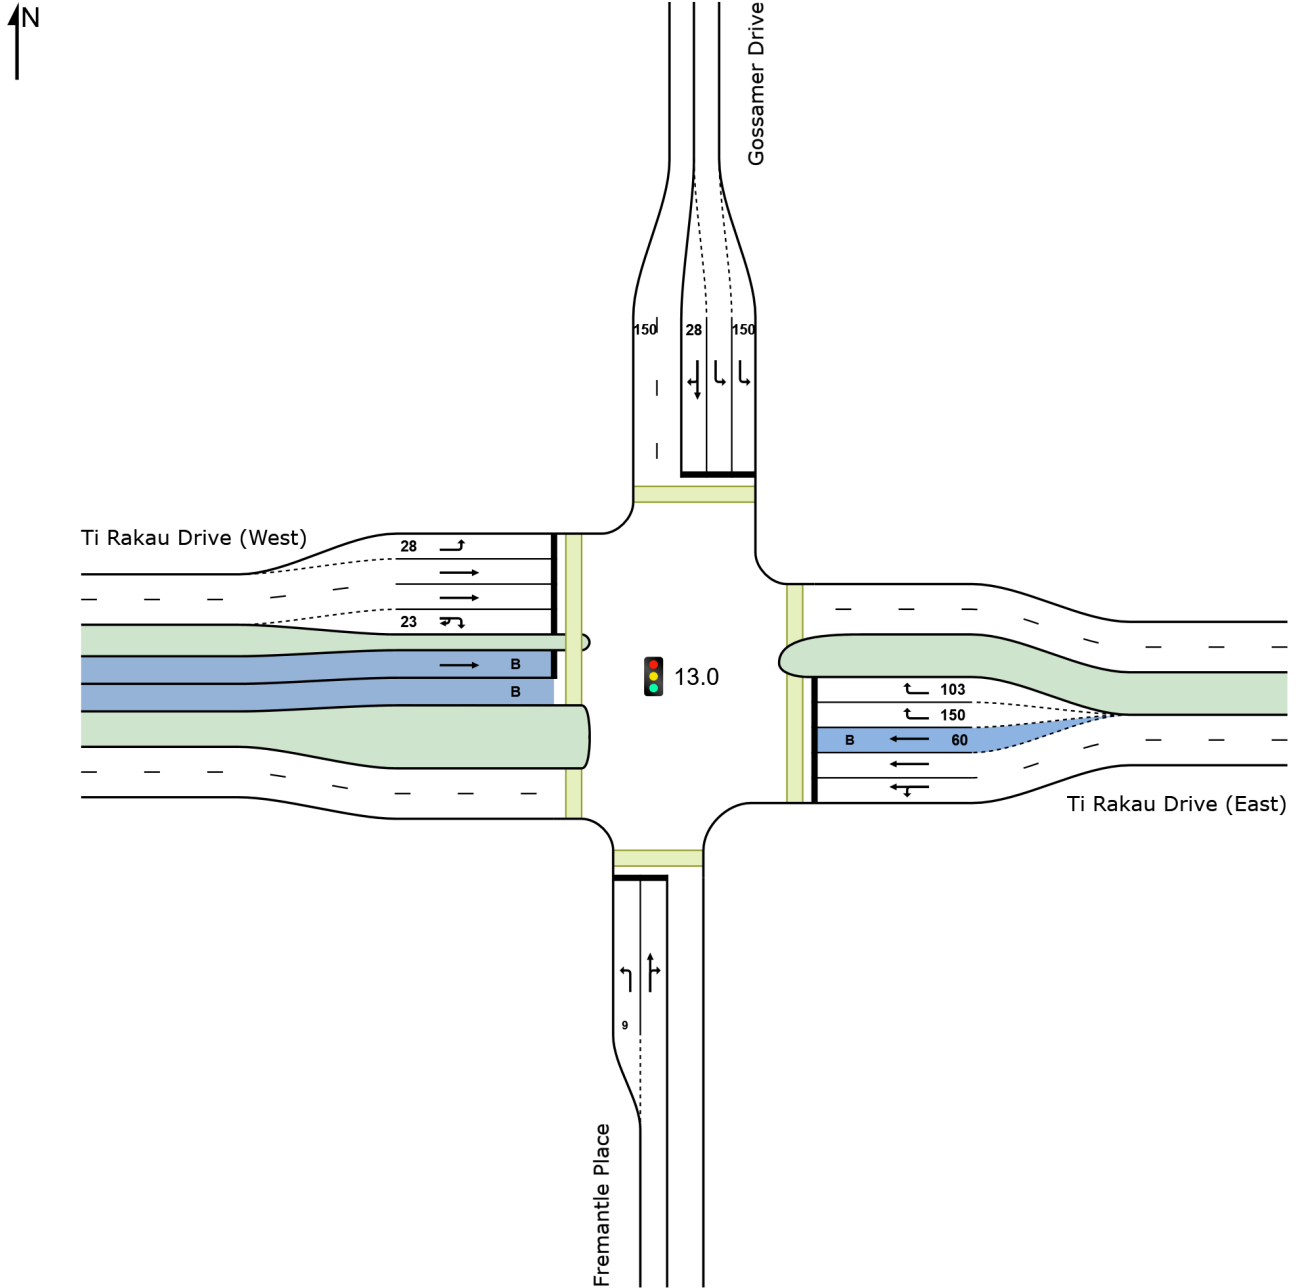 N
Gossamer Drive
150
28
150
Ti Rakau Drive (West)
28
23
B
B
13.0
103
150
B
60
Ti Rakau Drive (East)
9
Fremantle Place